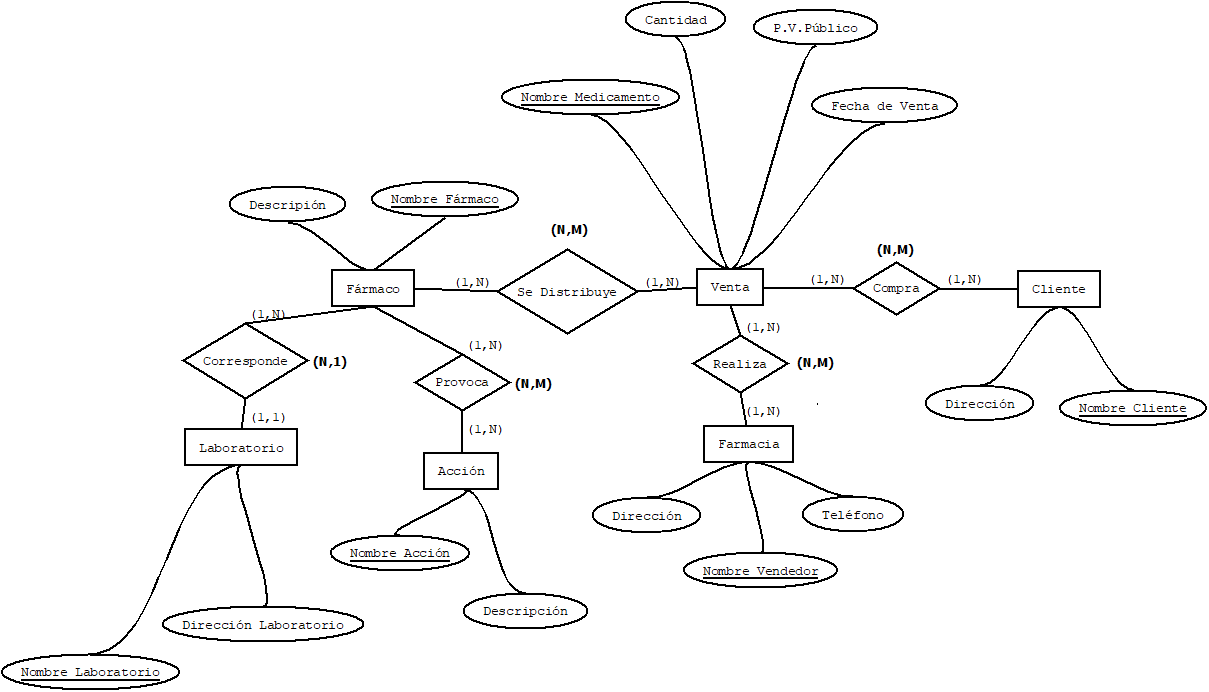 Cantidad
P.V.Público
Nombre Medicamento
Fecha de Venta
Descripión
Nombre Fármaco
(N,M)
(N,M)
Fármaco
(1,N)
Se Distribuye
(1,N)
Venta
(1,N)
Compra
(1,N)
Cliente
(1,N)
(1,N)
(1,N)
Corresponde
(N,1)
Provoca
(N,M)
Realiza
(N,M)
(1,1)
(1,N)
(1,N)
Dirección
Nombre Cliente
Laboratorio
Acción
Farmacia
Dirección
Teléfono
Nombre Acción
Nombre Vendedor
Descripción
Dirección Laboratorio
Nombre Laboratorio